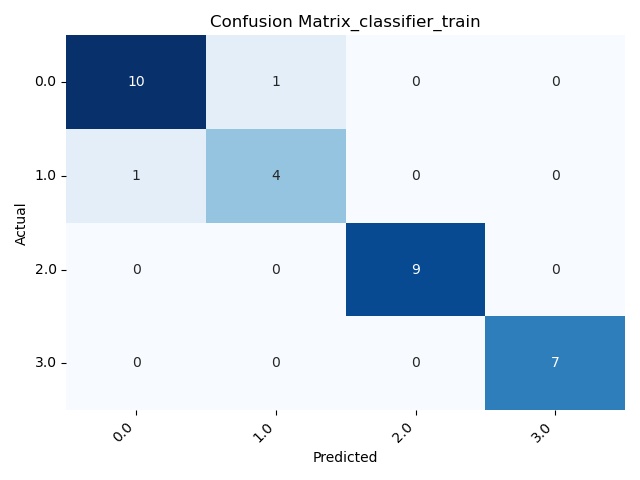 Confusion Matrix_classifier_train
Actual
0.0 10 1 0 0
1.0 1 4 0 0
2.0 0 0 9 0
3.0 0 0 0 7
0.0 1.0 2.0 3.0
Predicted